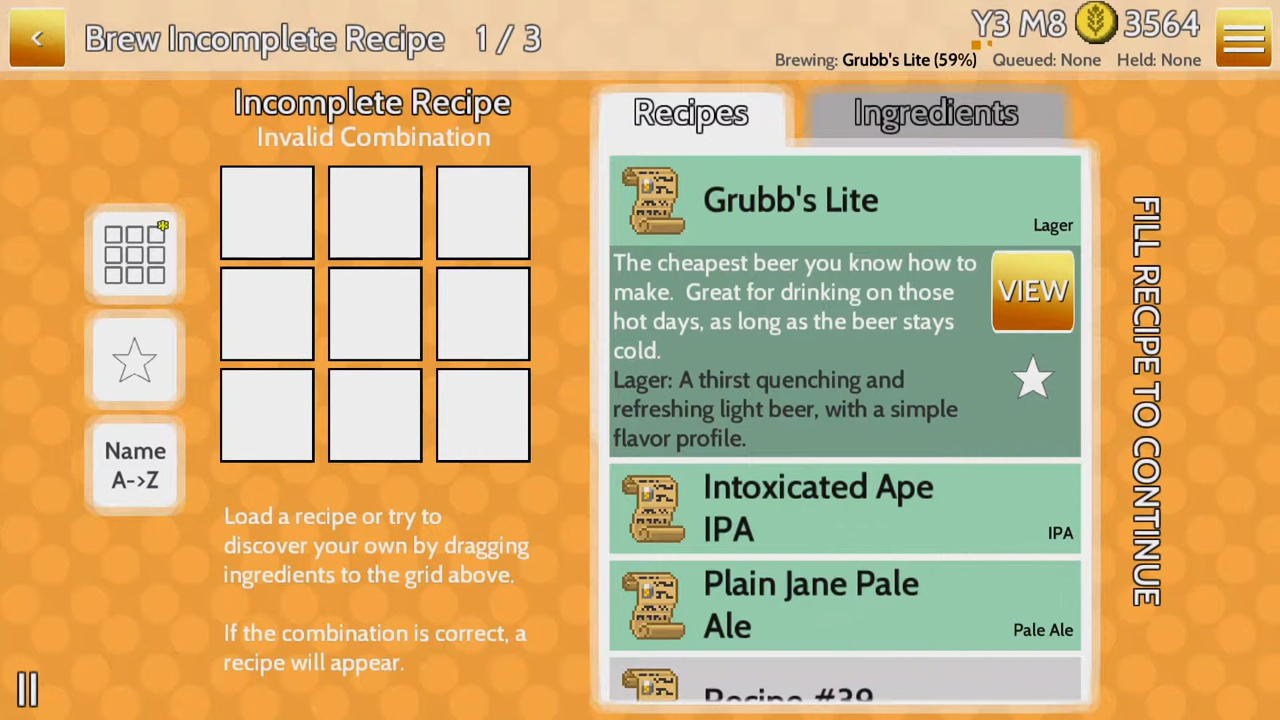 Brew Incomplete Recipe 1 / 3
Y3 M8 3564
Brewing: Grubb's Lite (59%) Queued: None Held: None
Incomplete Recipe
Invalid Combination
Name
A->Z
Load a recipe or try to
discover your own by dragging
ingredients to the grid above.
If the combination is correct, a
recipe will appear.
Recipes
Ingredients
Grubb's Lite
Lager
The cheapest beer you know how to
make. Great for drinking on those
hot days, as long as the beer stays
cold.
Lager: A thirst quenching and
refreshing light beer, with a simple
flavor profile.
VIEW
Intoxicated Ape
IPA
IPA
Plain Jane Pale
Ale
Pale Ale
Recipe #39
FILL RECIPE TO CONTINUE